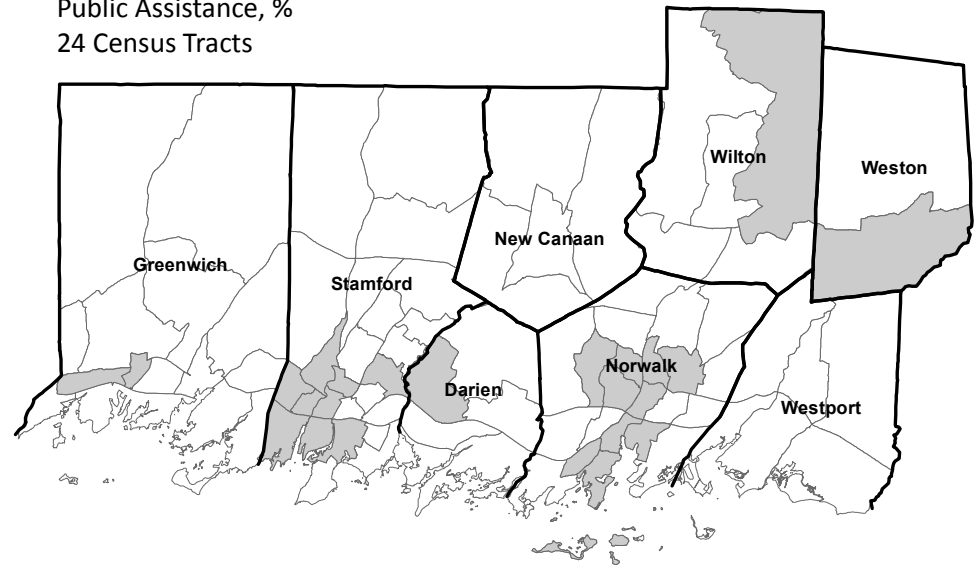 Public Assistance, %
24 Census Tracts
Wilton
Weston
New Canaan
Greenwich
Stamford
Norwalk
Darien
Westport